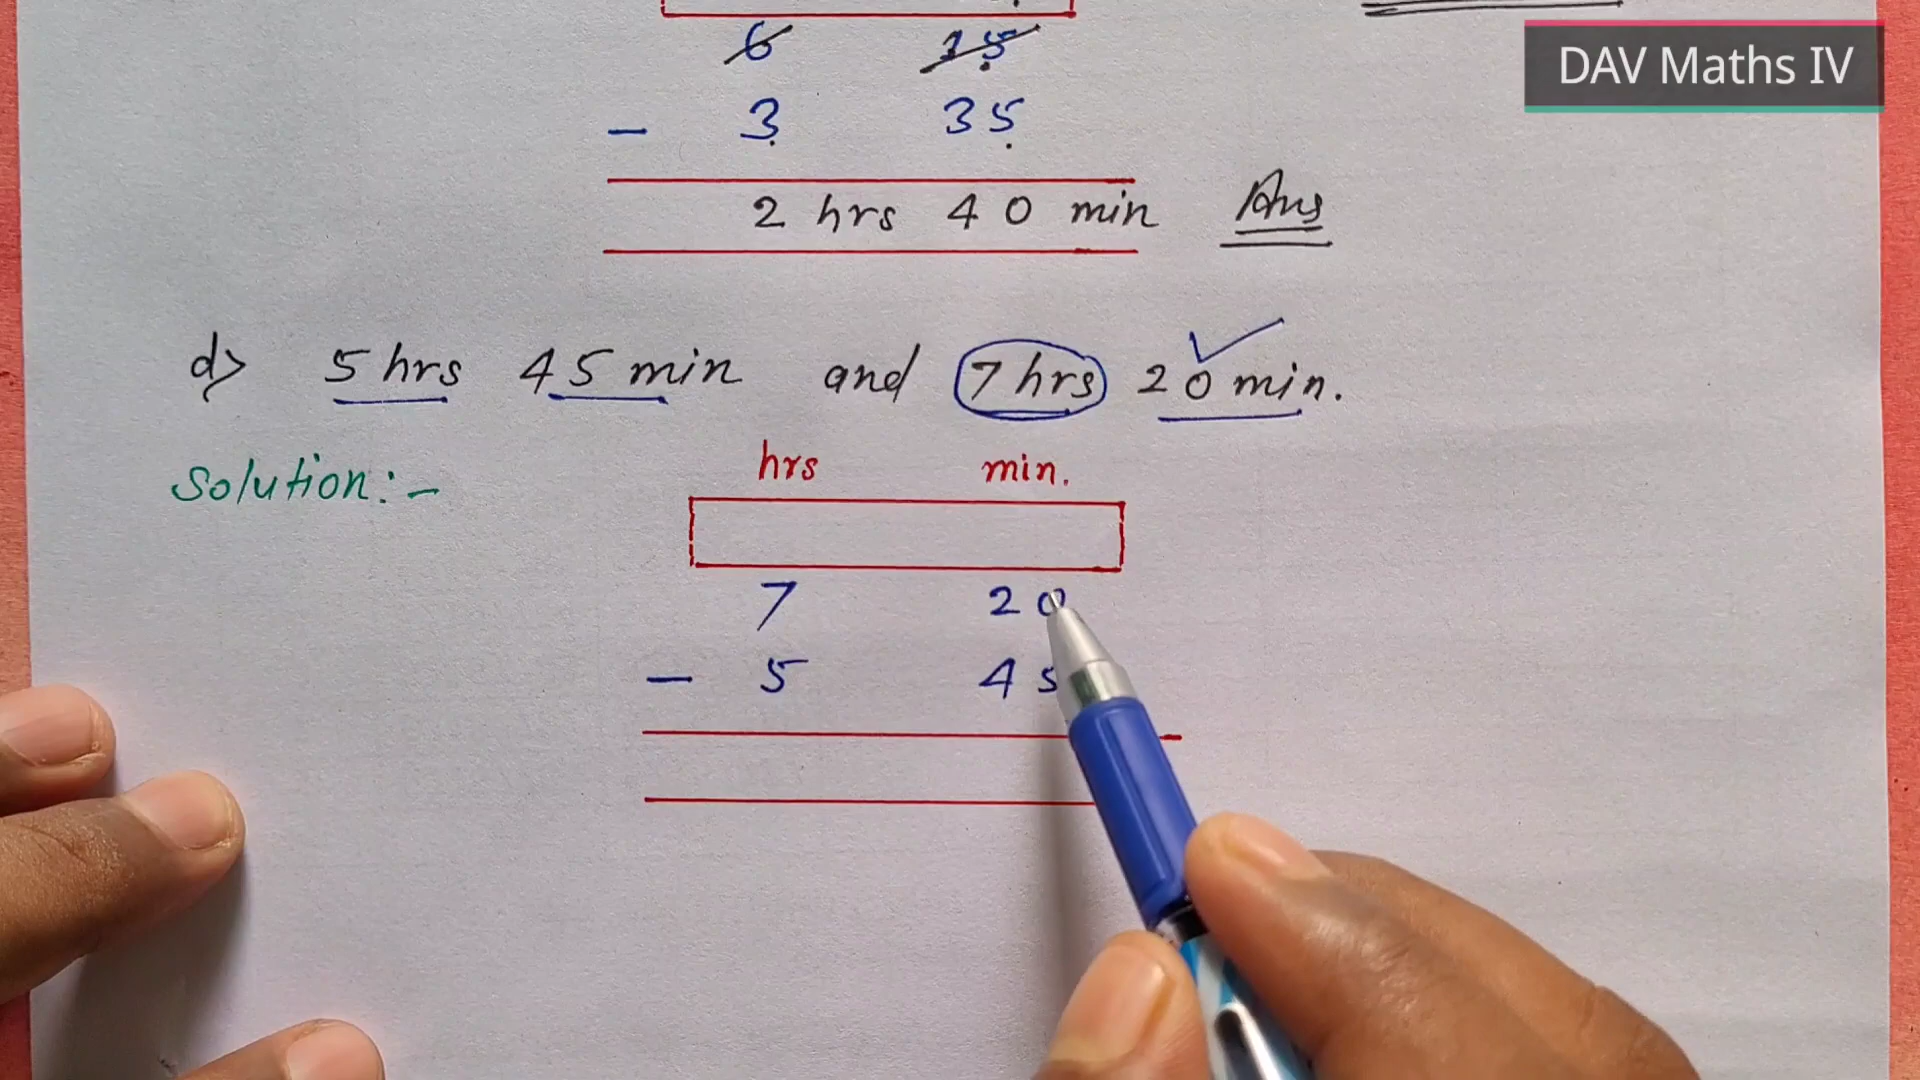 DAV Maths IV
6 15
- 3 35
2 hrs 40 min Ans
d> 5 hrs 45 min and 7 hrs 20 min.
Solution:-
hrs min.
7 20
- 5 45